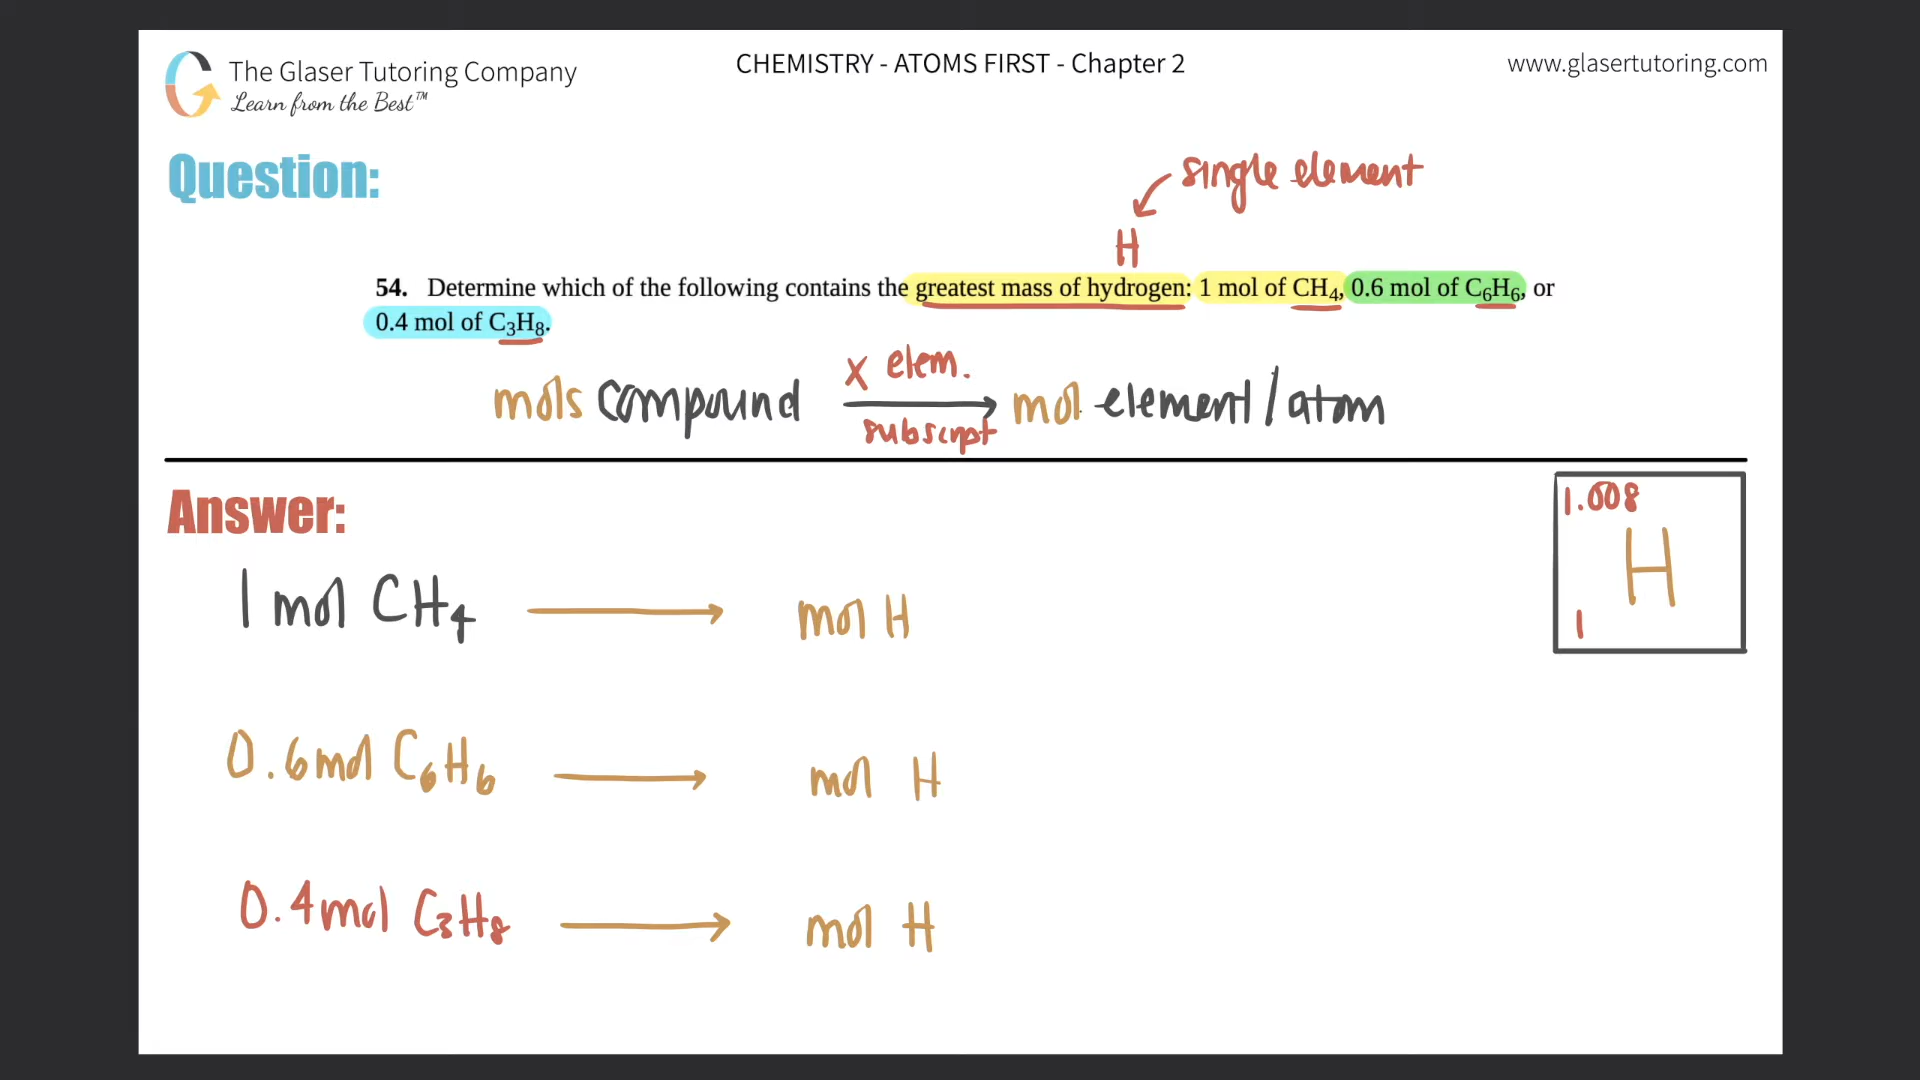 The Glaser Tutoring Company
Learn from the Best™
CHEMISTRY - ATOMS FIRST - Chapter 2
www.glasertutoring.com
Question:
single element
H
54. Determine which of the following contains the greatest mass of hydrogen: 1 mol of CH₄, 0.6 mol of C₆H₆, or
0.4 mol of C₃H₈.
mols compound x elem. subscript mol element/atom
Answer:
1.008
H
1
1 mol CH₄ → mol H
0.6 mol C₆H₆ → mol H
0.4 mol C₃H₈ → mol H